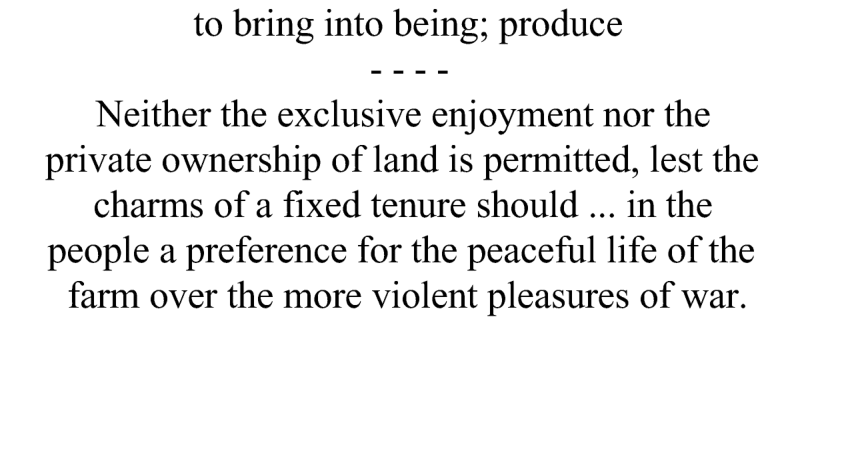 to bring into being; produce
- - - -
Neither the exclusive enjoyment nor the
private ownership of land is permitted, lest the
charms of a fixed tenure should ... in the
people a preference for the peaceful life of the
farm over the more violent pleasures of war.